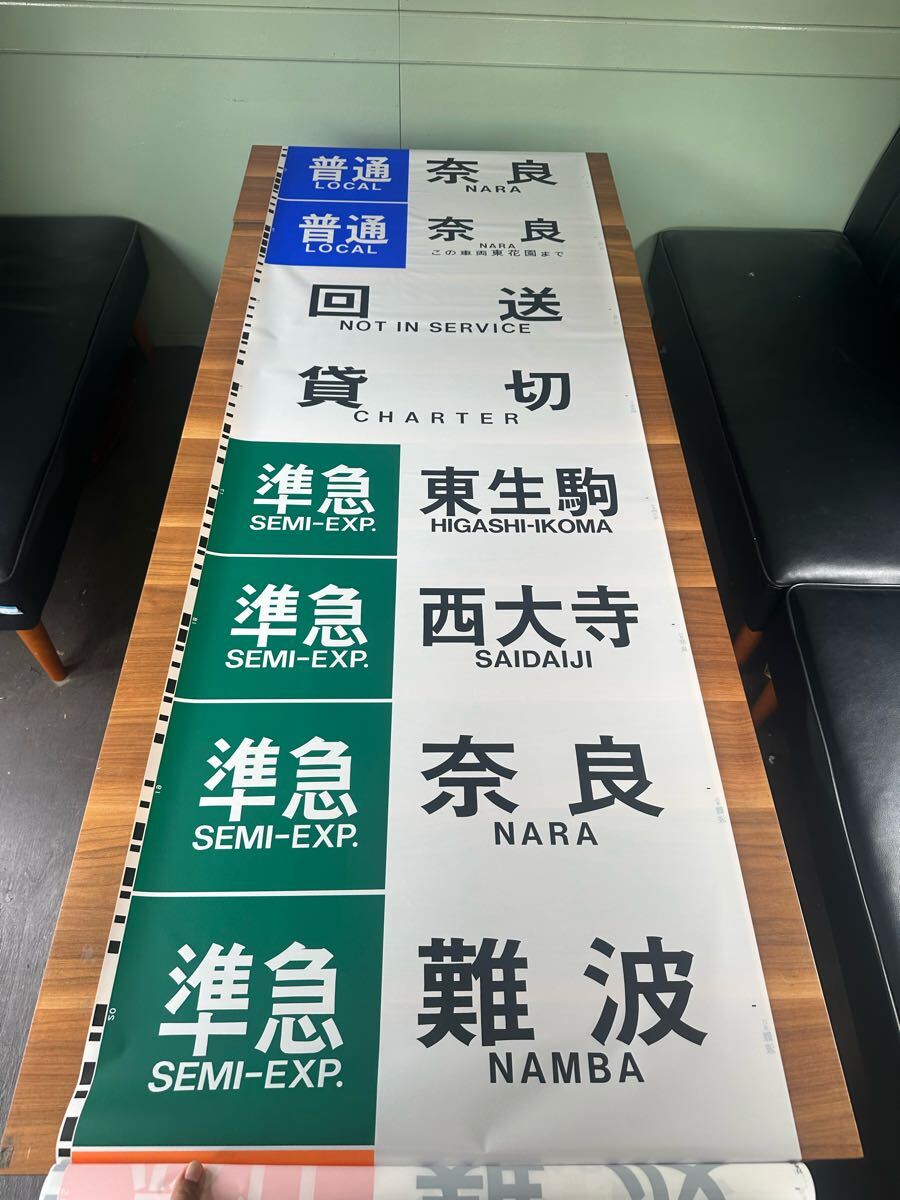 普通 奈良
LOCAL NARA
普通 奈良
LOCAL NARA
この車両東花園まで
回送
NOT IN SERVICE
貸切
CHARTER
準急 東生駒
SEMI-EXP. HIGASHI-IKOMA
準急 西大寺
SEMI-EXP. SAIDAIJI
準急 奈良
SEMI-EXP. NARA
準急 難波
SEMI-EXP. NAMBA